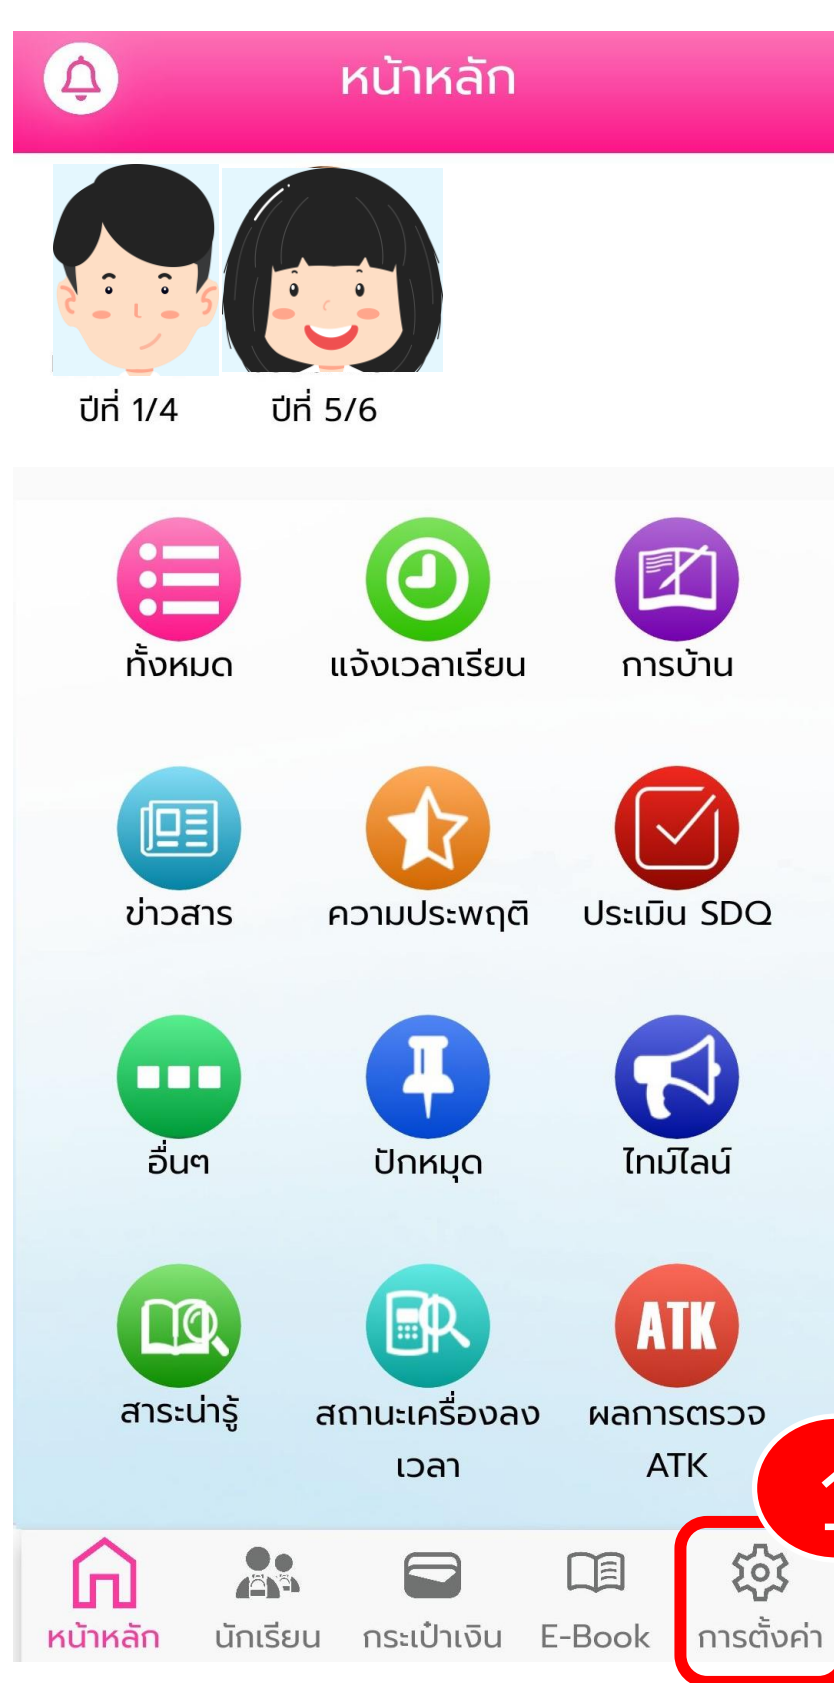 หน้าหลัก
ปีที่ 1/4 ปีที่ 5/6
ทั้งหมด แจ้งเวลาเรียน การบ้าน
ข่าวสาร ความประพฤติ ประเมิน SDQ
อื่นๆ ปักหมุด ไทม์ไลน์
สาระน่ารู้ สถานะเครื่องลง ผลการตรวจ
เวลา ATK
ATK
หน้าหลัก นักเรียน กระเป๋าเงิน E-Book การตั้งค่า